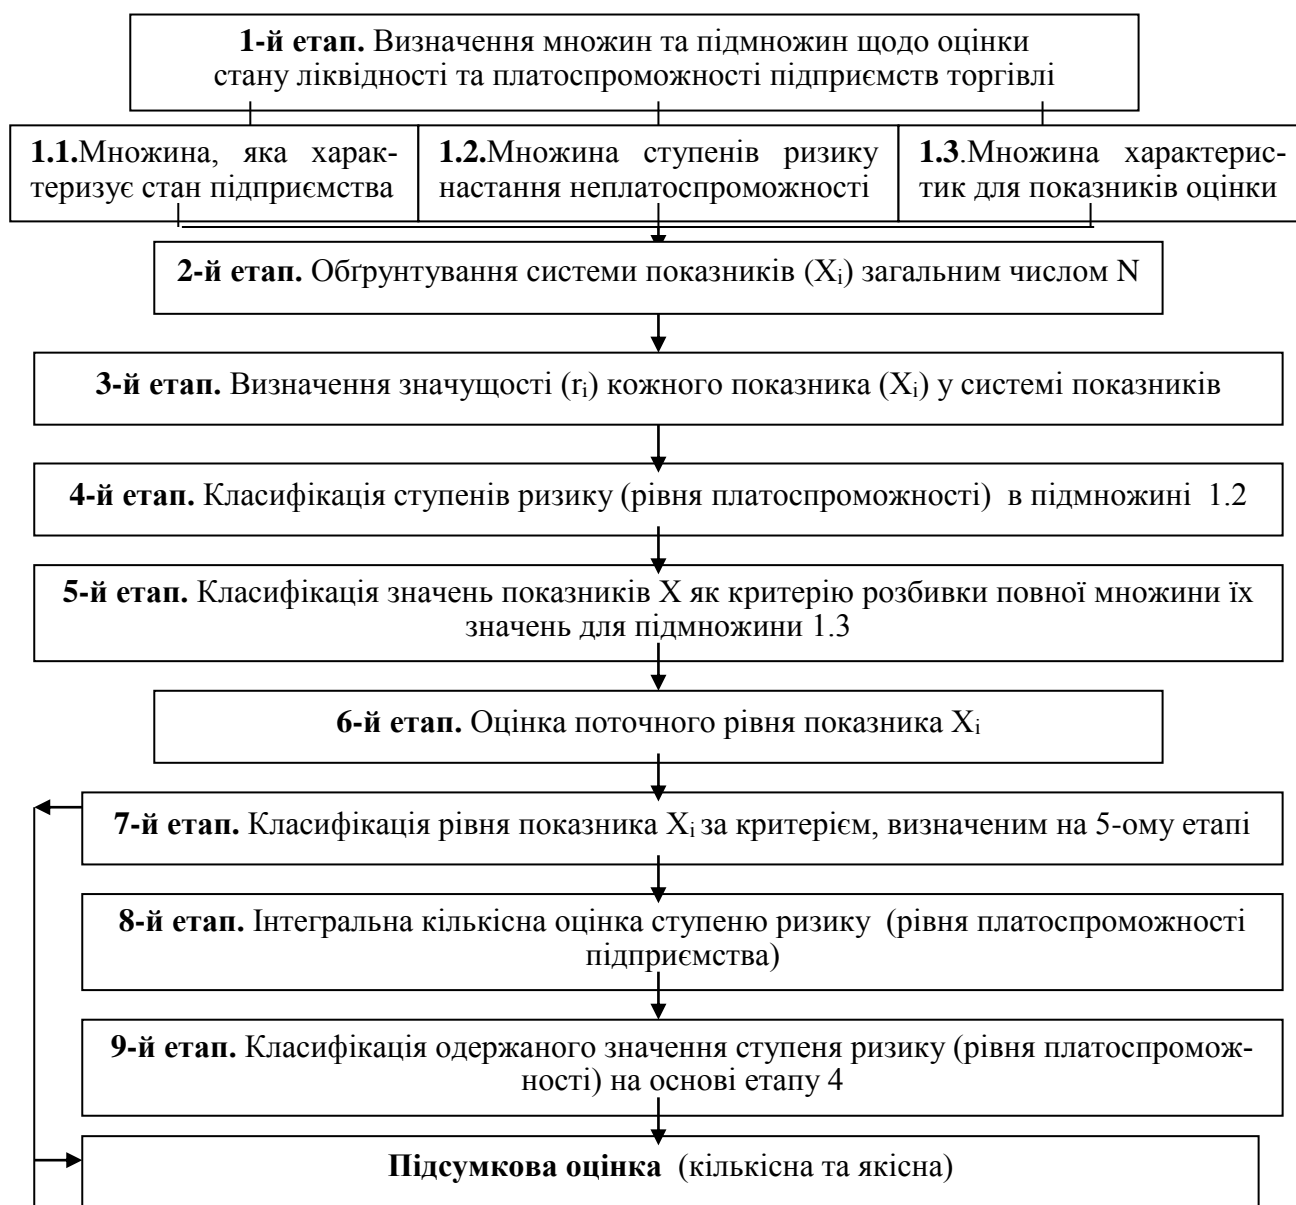 1-й етап. Визначення множин та підмножин щодо оцінки
стану ліквідності та платоспроможності підприємств торгівлі
1.1.Множина, яка харак-
теризує стан підприємства
1.2.Множина ступенів ризику
настання неплатоспроможності
1.3.Множина характерис-
тик для показників оцінки
2-й етап. Обґрунтування системи показників (Xi) загальним числом N
3-й етап. Визначення значущості (ri) кожного показника (Xi) у системі показників
4-й етап. Класифікація ступенів ризику (рівня платоспроможності) в підмножині 1.2
5-й етап. Класифікація значень показників X як критерію розбивки повної множини їх
значень для підмножини 1.3
6-й етап. Оцінка поточного рівня показника Xi
7-й етап. Класифікація рівня показника Xi за критерієм, визначеним на 5-ому етапі
8-й етап. Інтегральна кількісна оцінка ступеню ризику (рівня платоспроможності
підприємства)
9-й етап. Класифікація одержаного значення ступеня ризику (рівня платоспромож-
ності) на основі етапу 4
Підсумкова оцінка (кількісна та якісна)